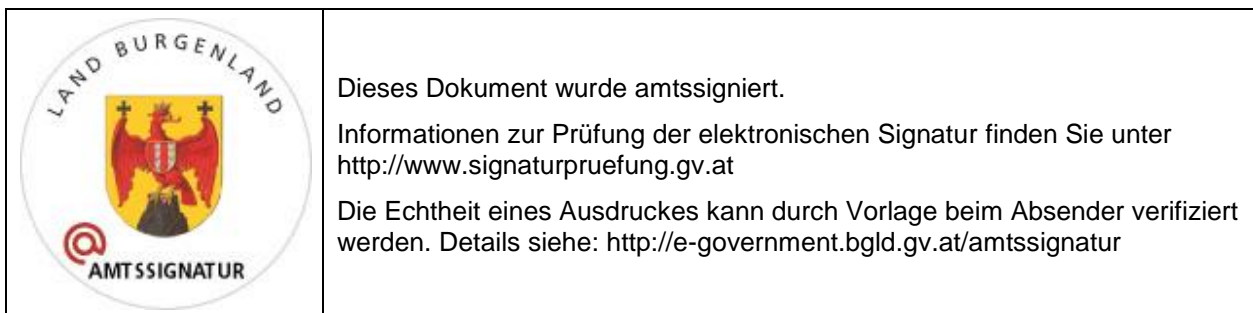 LAND BURGENLAND
@
AMTSSIGNATUR
Dieses Dokument wurde amtssigniert.
Informationen zur Prüfung der elektronischen Signatur finden Sie unter
http://www.signaturpruefung.gv.at
Die Echtheit eines Ausdruckes kann durch Vorlage beim Absender verifiziert
werden. Details siehe: http://e-government.bgld.gv.at/amtssignatur